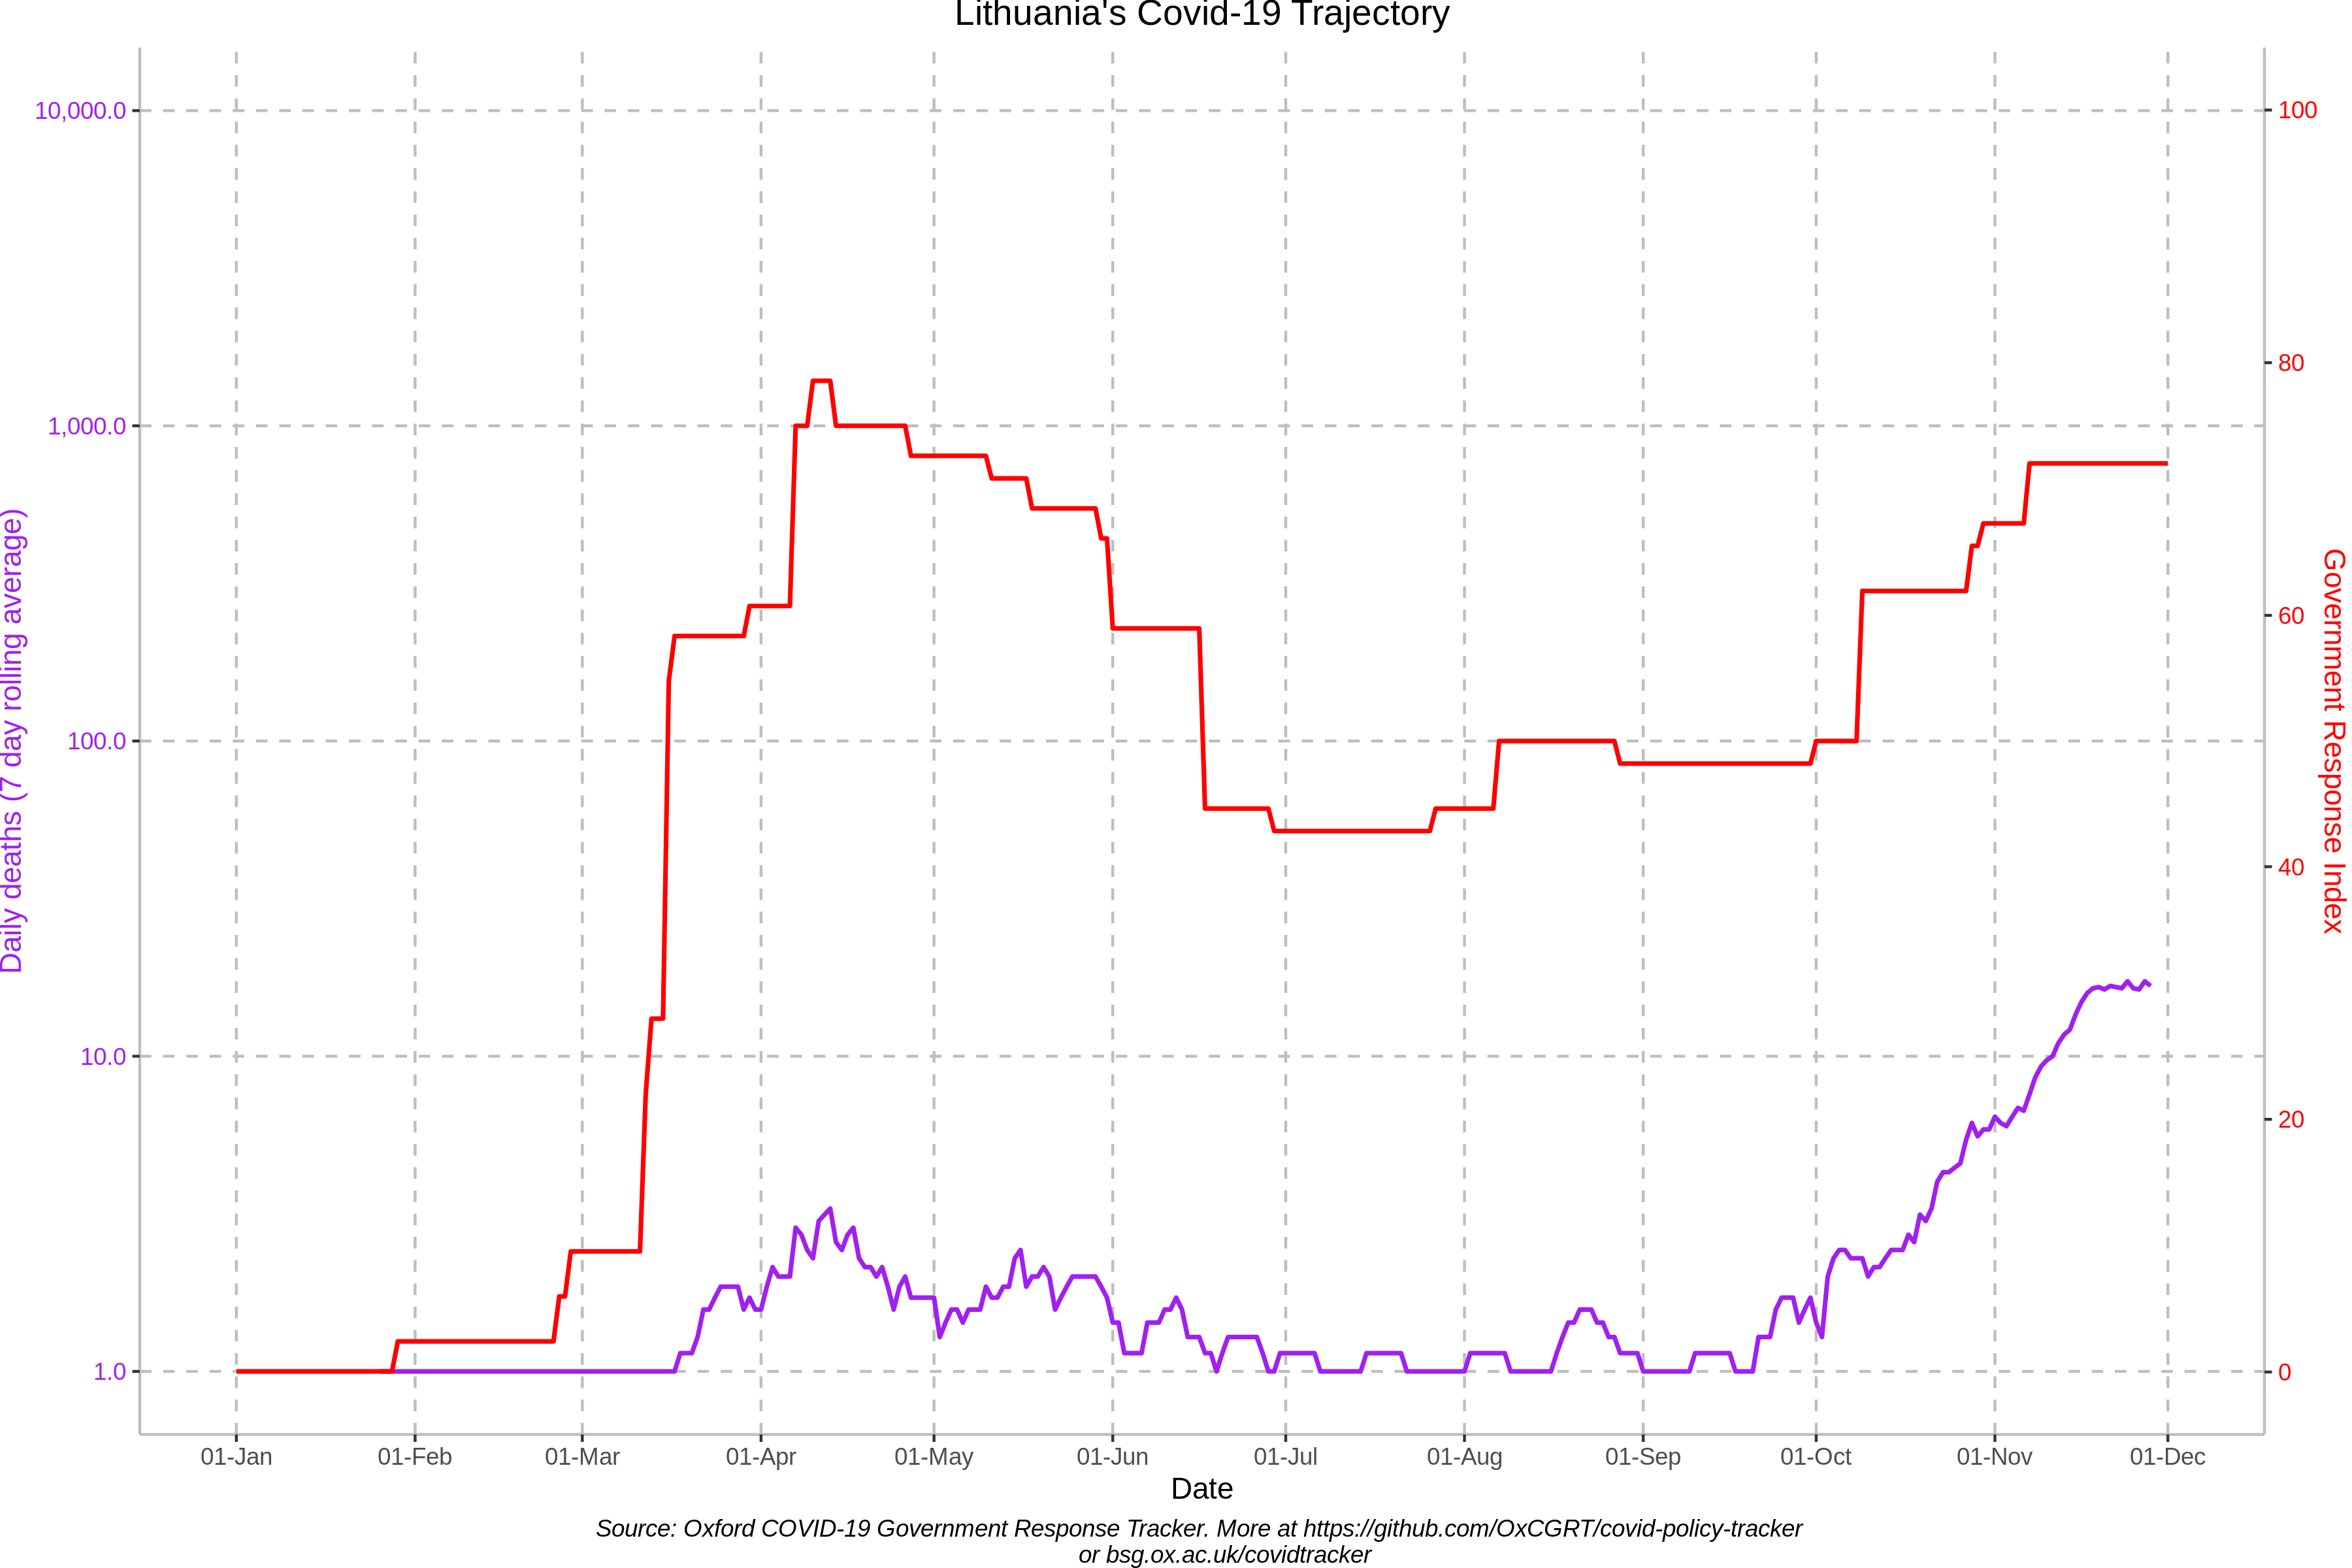 Lithuania's Covid-19 Trajectory
10,000.0
1,000.0
100.0
10.0
1.0
Daily deaths (7 day rolling average)
100
80
60
40
20
0
Government Response Index
01-Jan 01-Feb 01-Mar 01-Apr 01-May 01-Jun 01-Jul 01-Aug 01-Sep 01-Oct 01-Nov 01-Dec
Date
Source: Oxford COVID-19 Government Response Tracker. More at https://github.com/OxCGRT/covid-policy-tracker
or bsg.ox.ac.uk/covidtracker